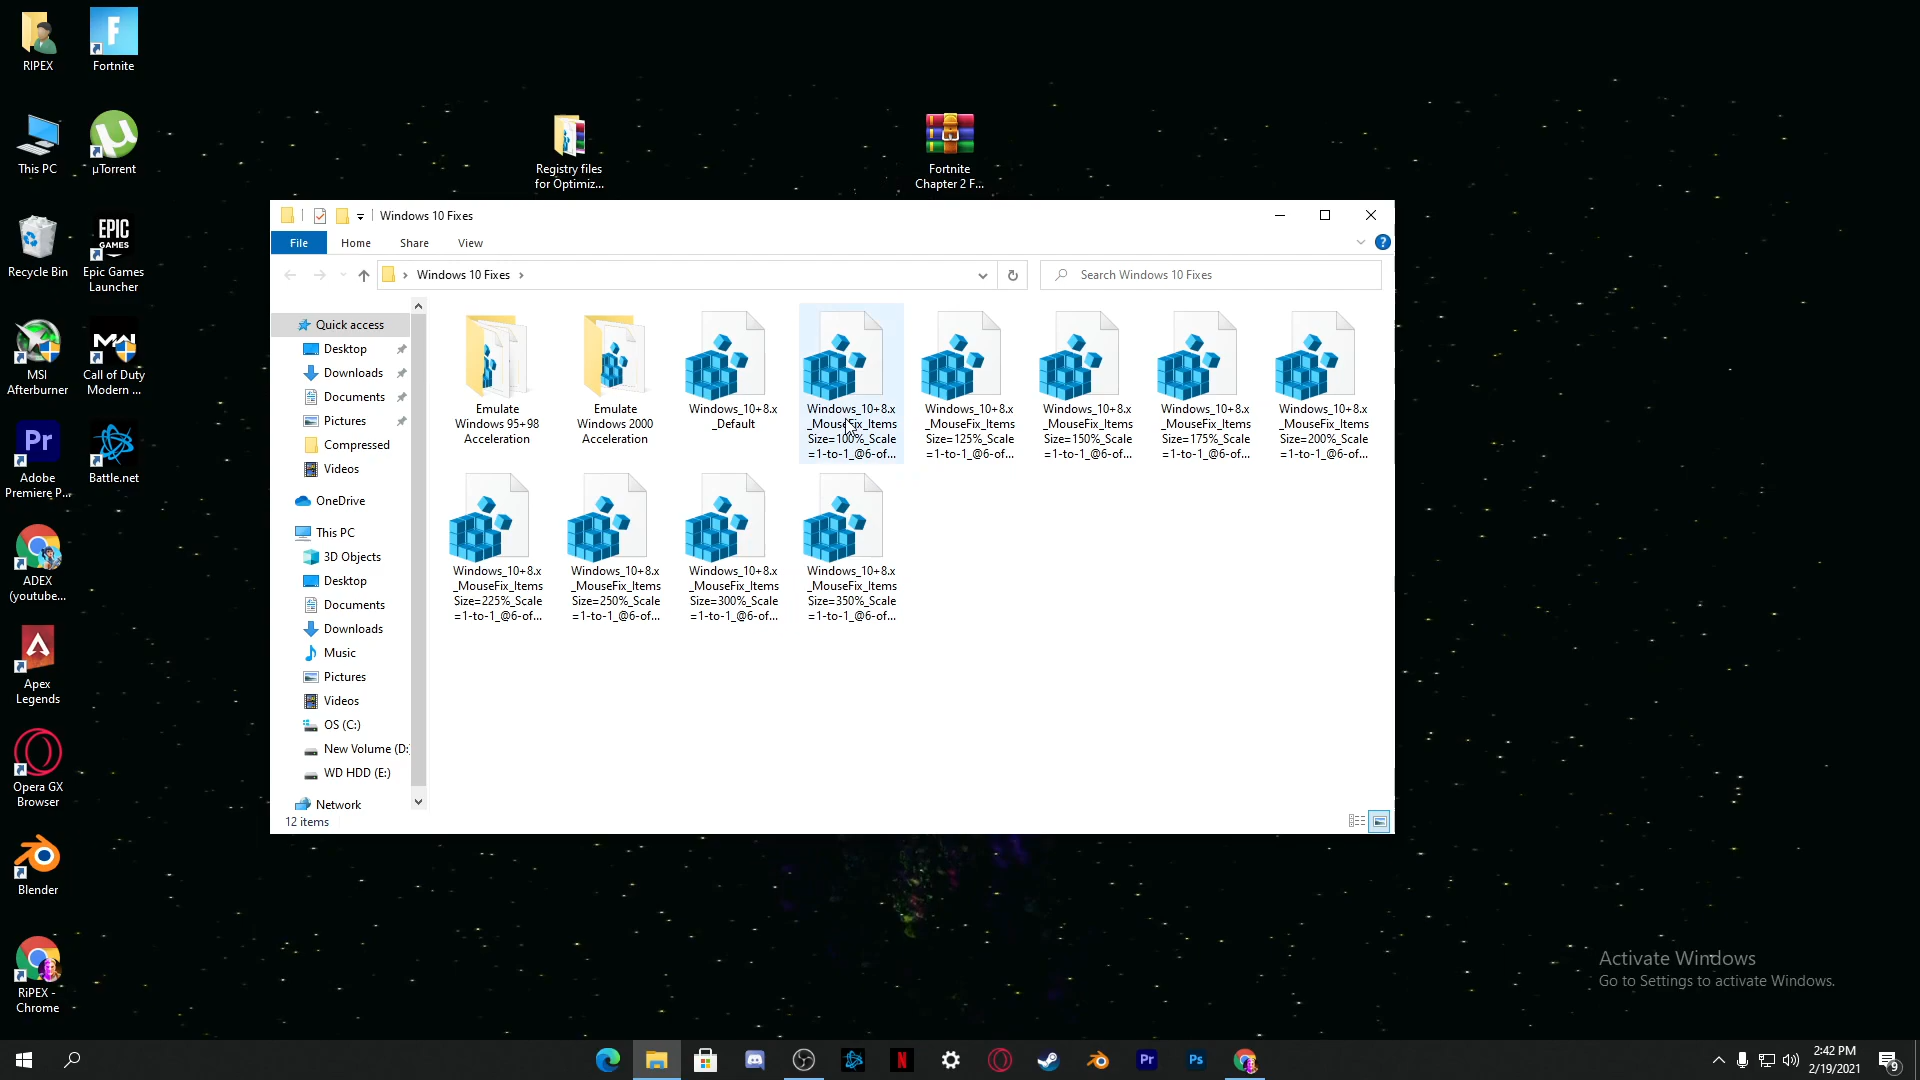 RIPEX
Fortnite
This PC
µTorrent
Recycle Bin
EPIC
GAMES
Epic Games
Launcher
MSI
Afterburner
Call of Duty
Modern ...
Pr
Adobe
Premiere P...
Battle.net
ADEX
(youtube...
Apex
Legends
Opera GX
Browser
Blender
RiPEX -
Chrome
Registry files
for Optimiz...
Fortnite
Chapter 2 F...
Windows 10 Fixes
File
Home
Share
View
Windows 10 Fixes
Search Windows 10 Fixes
Quick access
Desktop
Downloads
Documents
Pictures
Compressed
Videos
OneDrive
This PC
3D Objects
Desktop
Documents
Downloads
Music
Pictures
Videos
OS (C:)
New Volume (D:)
WD HDD (E:)
Network
Emulate
Windows 95+98
Acceleration
Emulate
Windows 2000
Acceleration
Windows_10+8.x
_Default
Windows_10+8.x
_MouseFix_Items
Size=100%_Scale
=1-to-1_@6-of...
Windows_10+8.x
_MouseFix_Items
Size=125%_Scale
=1-to-1_@6-of...
Windows_10+8.x
_MouseFix_Items
Size=150%_Scale
=1-to-1_@6-of...
Windows_10+8.x
_MouseFix_Items
Size=175%_Scale
=1-to-1_@6-of...
Windows_10+8.x
_MouseFix_Items
Size=200%_Scale
=1-to-1_@6-of...
Windows_10+8.x
_MouseFix_Items
Size=225%_Scale
=1-to-1_@6-of...
Windows_10+8.x
_MouseFix_Items
Size=250%_Scale
=1-to-1_@6-of...
Windows_10+8.x
_MouseFix_Items
Size=300%_Scale
=1-to-1_@6-of...
Windows_10+8.x
_MouseFix_Items
Size=350%_Scale
=1-to-1_@6-of...
12 items
Activate Windows
Go to Settings to activate Windows.
Pr
Ps
2:42 PM
2/19/2021
9